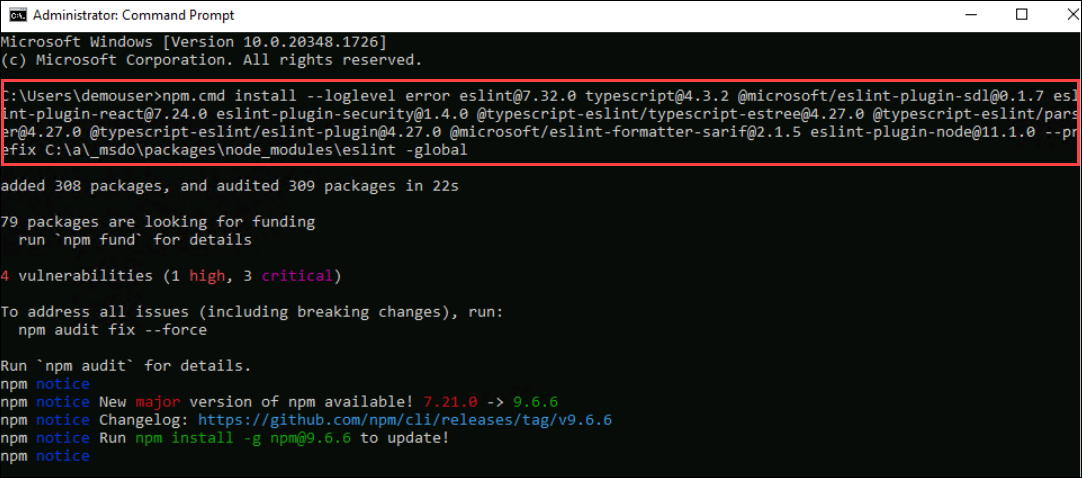 Administrator: Command Prompt
Microsoft Windows [Version 10.0.20348.1726]
(c) Microsoft Corporation. All rights reserved.
C:\Users\demouser>npm.cmd install --loglevel error eslint@7.32.0 typescript@4.3.2 @microsoft/eslint-plugin-sdl@0.1.7 esl
int-plugin-react@7.24.0 eslint-plugin-security@1.4.0 @typescript-eslint/typescript-estree@4.27.0 @typescript-eslint/pars
er@4.27.0 @typescript-eslint/eslint-plugin@4.27.0 @microsoft/eslint-formatter-sarif@2.1.5 eslint-plugin-node@11.1.0 --pr
efix C:\a\_msdo\packages\node_modules\eslint -global
added 308 packages, and audited 309 packages in 22s
79 packages are looking for funding
  run `npm fund` for details
4 vulnerabilities (1 high, 3 critical)
To address all issues (including breaking changes), run:
  npm audit fix --force
Run `npm audit` for details.
npm notice
npm notice New major version of npm available! 7.21.0 -> 9.6.6
npm notice Changelog: https://github.com/npm/cli/releases/tag/v9.6.6
npm notice Run npm install -g npm@9.6.6 to update!
npm notice